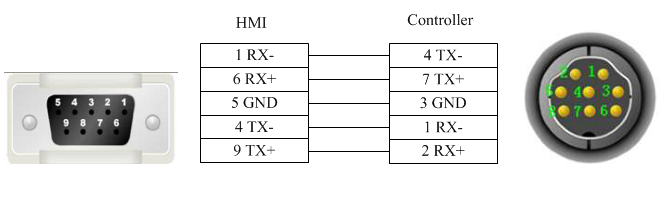 HMI
Controller
1 RX-
4 TX-
6 RX+
7 TX+
5 GND
3 GND
4 TX-
1 RX-
9 TX+
2 RX+
5 4 3 2 1
9 8 7 6
2 1
5 4 3
8 7 6